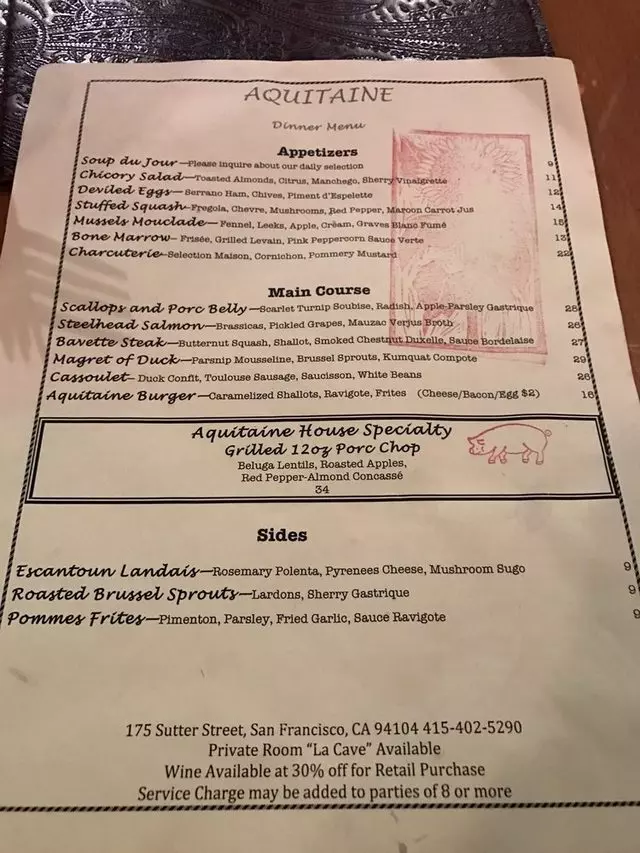 AQUITAINE
Dinner Menu
Appetizers
Soup du Jour—Please inquire about our daily selection 9
Chicory Salad—Toasted Almonds, Citrus, Manchego, Sherry Vinaigrette 11
Deviled Eggs—Serrano Ham, Chives, Piment d'Espelette 12
Stuffed Squash—Fregola, Chevre, Mushrooms, Red Pepper, Maroon Carrot Jus 14
Mussels Mouclade—Fennel, Leeks, Apple, Crèam, Graves Blanc Fumé 15
Bone Marrow—Frisée, Grilled Levain, Pink Peppercorn Sauce Verte 13
Charcuterie—Selection Maison, Cornichon, Pommery Mustard 22
Main Course
Scallops and Porc Belly—Scarlet Turnip Soubise, Radish, Apple-Parsley Gastrique 28
Steelhead Salmon—Brassicas, Pickled Grapes, Mauzac Verjus Broth 26
Bavette Steak—Butternut Squash, Shallot, Smoked Chestnut Duxelle, Sauce Bordelaise 27
Magret of Duck—Parsnip Mousseline, Brussel Sprouts, Kumquat Compote 29
Cassoulet—Duck Confit, Toulouse Sausage, Saucisson, White Beans 26
Aquitaine Burger—Caramelized Shallots, Ravigote, Frites (Cheese/Bacon/Egg $2) 16
Aquitaine House Specialty
Grilled 12oz Porc Chop
Beluga Lentils, Roasted Apples,
Red Pepper-Almond Concassé
34
Sides
Escantoun Landais—Rosemary Polenta, Pyrenees Cheese, Mushroom Sugo 9
Roasted Brussel Sprouts—Lardons, Sherry Gastrique 9
Pommes Frites—Pimenton, Parsley, Fried Garlic, Sauce Ravigote 9
175 Sutter Street, San Francisco, CA 94104 415-402-5290
Private Room "La Cave" Available
Wine Available at 30% off for Retail Purchase
Service Charge may be added to parties of 8 or more